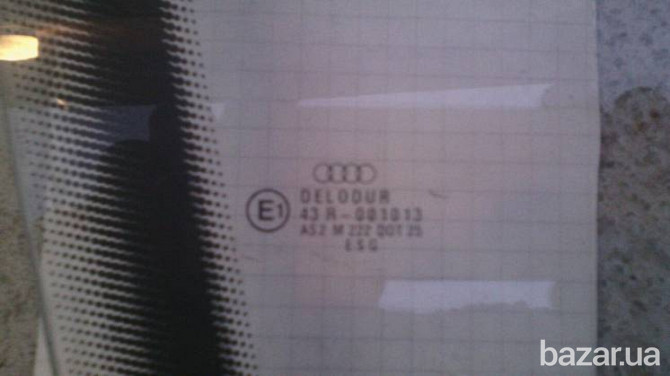 DELODUR
E1
43 R-001013
AS2 M 222 DOT 25
ESG
bazar.ua